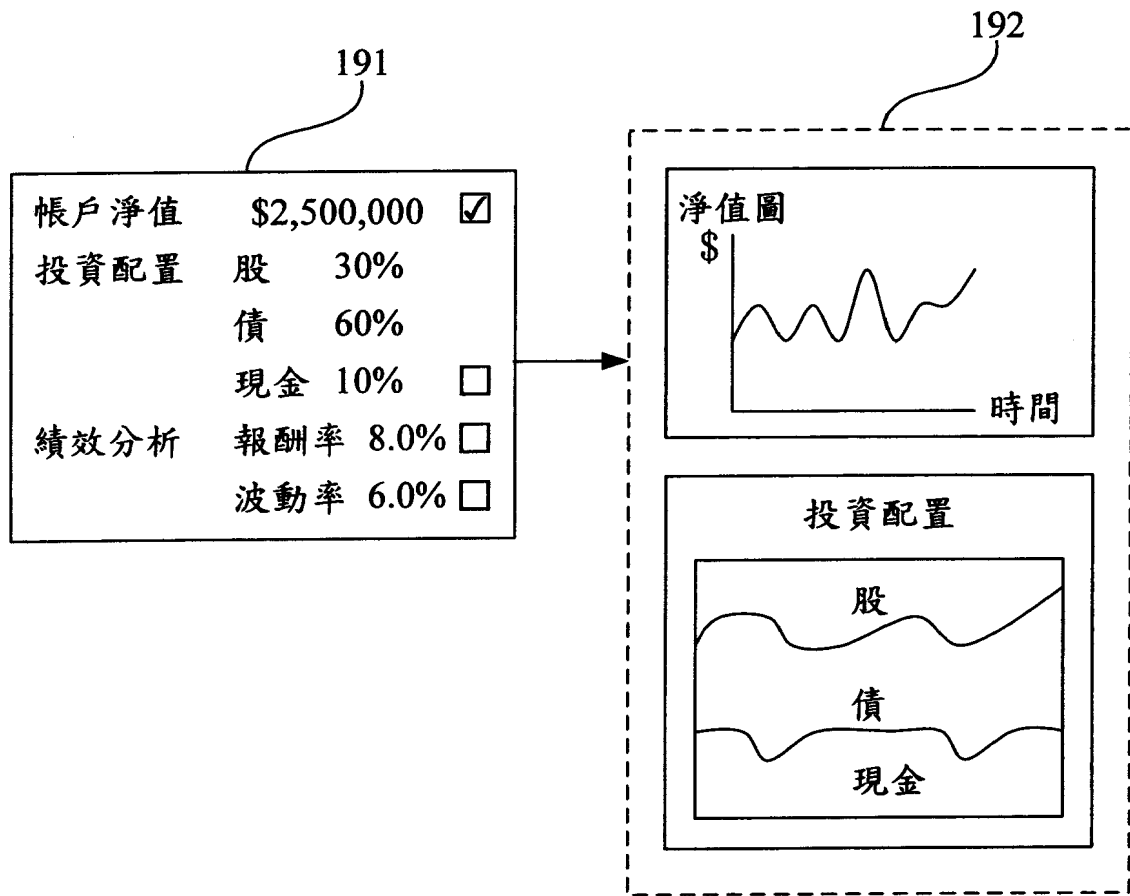 191
192
帳戶淨值 $2,500,000 ☑
投資配置 股 30%
債 60%
現金 10% ☐
績效分析 報酬率 8.0% ☐
波動率 6.0% ☐
淨值圖
$
時間
投資配置
股
債
現金